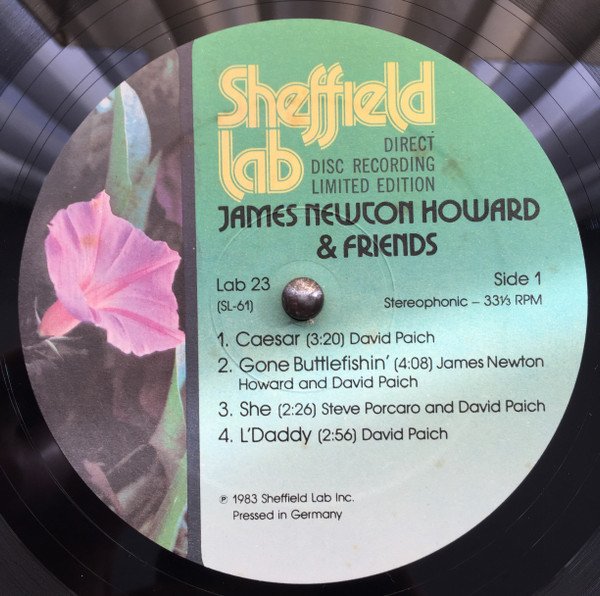 Sheffield
Lab
DIRECT
DISC RECORDING
LIMITED EDITION
JAMES NEWTON HOWARD
& FRIENDS
Lab 23
Side 1
(SL-61)
Stereophonic – 33⅓ RPM
1. Caesar (3:20) David Paich
2. Gone Buttlefishin' (4:08) James Newton
Howard and David Paich
3. She (2:26) Steve Porcaro and David Paich
4. L'Daddy (2:56) David Paich
℗ 1983 Sheffield Lab Inc.
Pressed in Germany